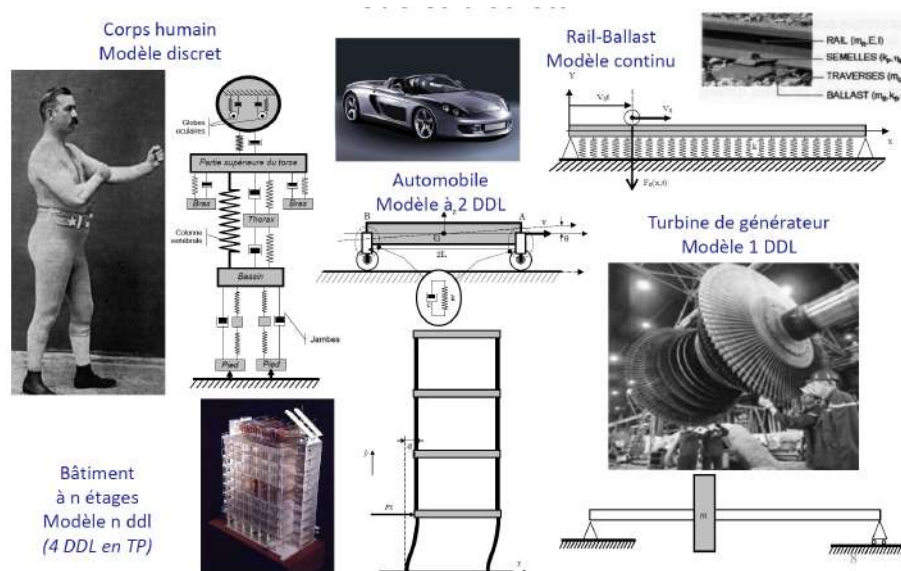 Corps humain
Modèle discret
Globes
oculaires
Partie supérieure du torse
Bras
Bras
Thorax
Colonne
vertébrale
Bassin
Jambes
Pied
Pied
Rail-Ballast
Modèle continu
RAIL
SEMELLES
TRAVERSES
BALLAST
Y
x
k
Automobile
Modèle à 2 DDL
B
A
G
2L
v
θ
Turbine de générateur
Modèle 1 DDL
Bâtiment
à n étages
Modèle n ddl
(4 DDL en TP)
m
8